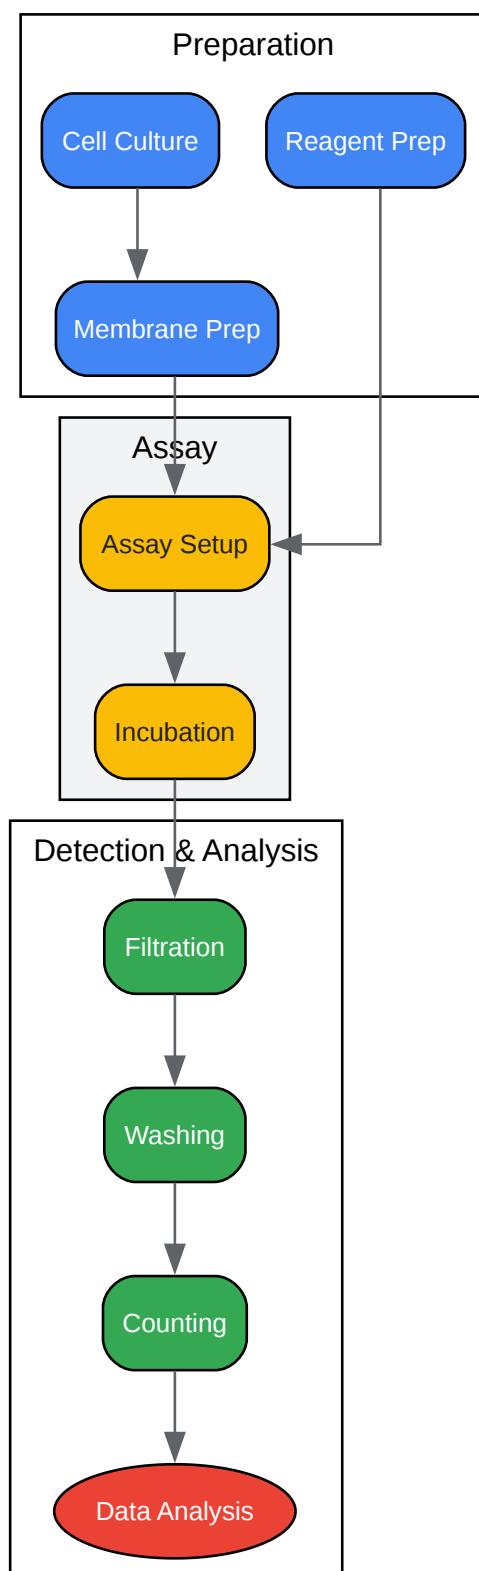 Preparation
Cell Culture
Reagent Prep
Membrane Prep
Assay
Assay Setup
Incubation
Detection & Analysis
Filtration
Washing
Counting
Data Analysis